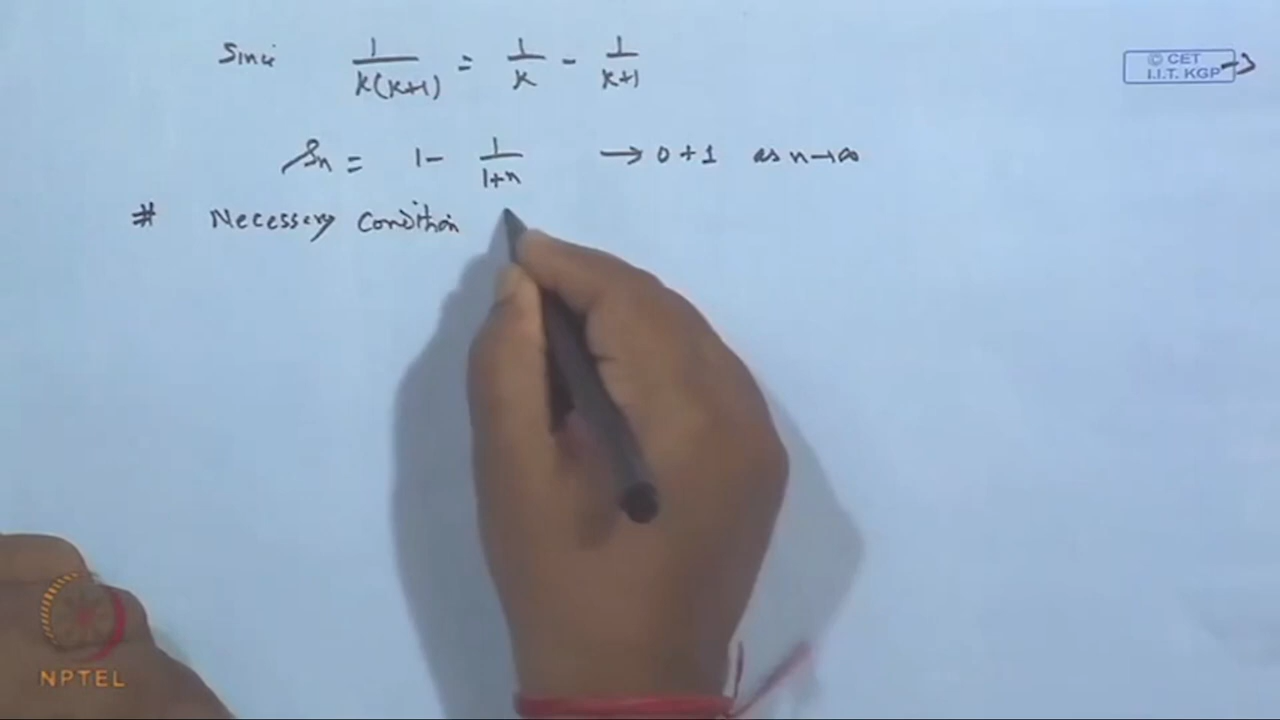 Since 1/k(k+1) = 1/k - 1/k+1
© CET
I.I.T. KGP
Sn = 1 - 1/1+n → 0+1 as n→∞
# Necessary Condition
NPTEL